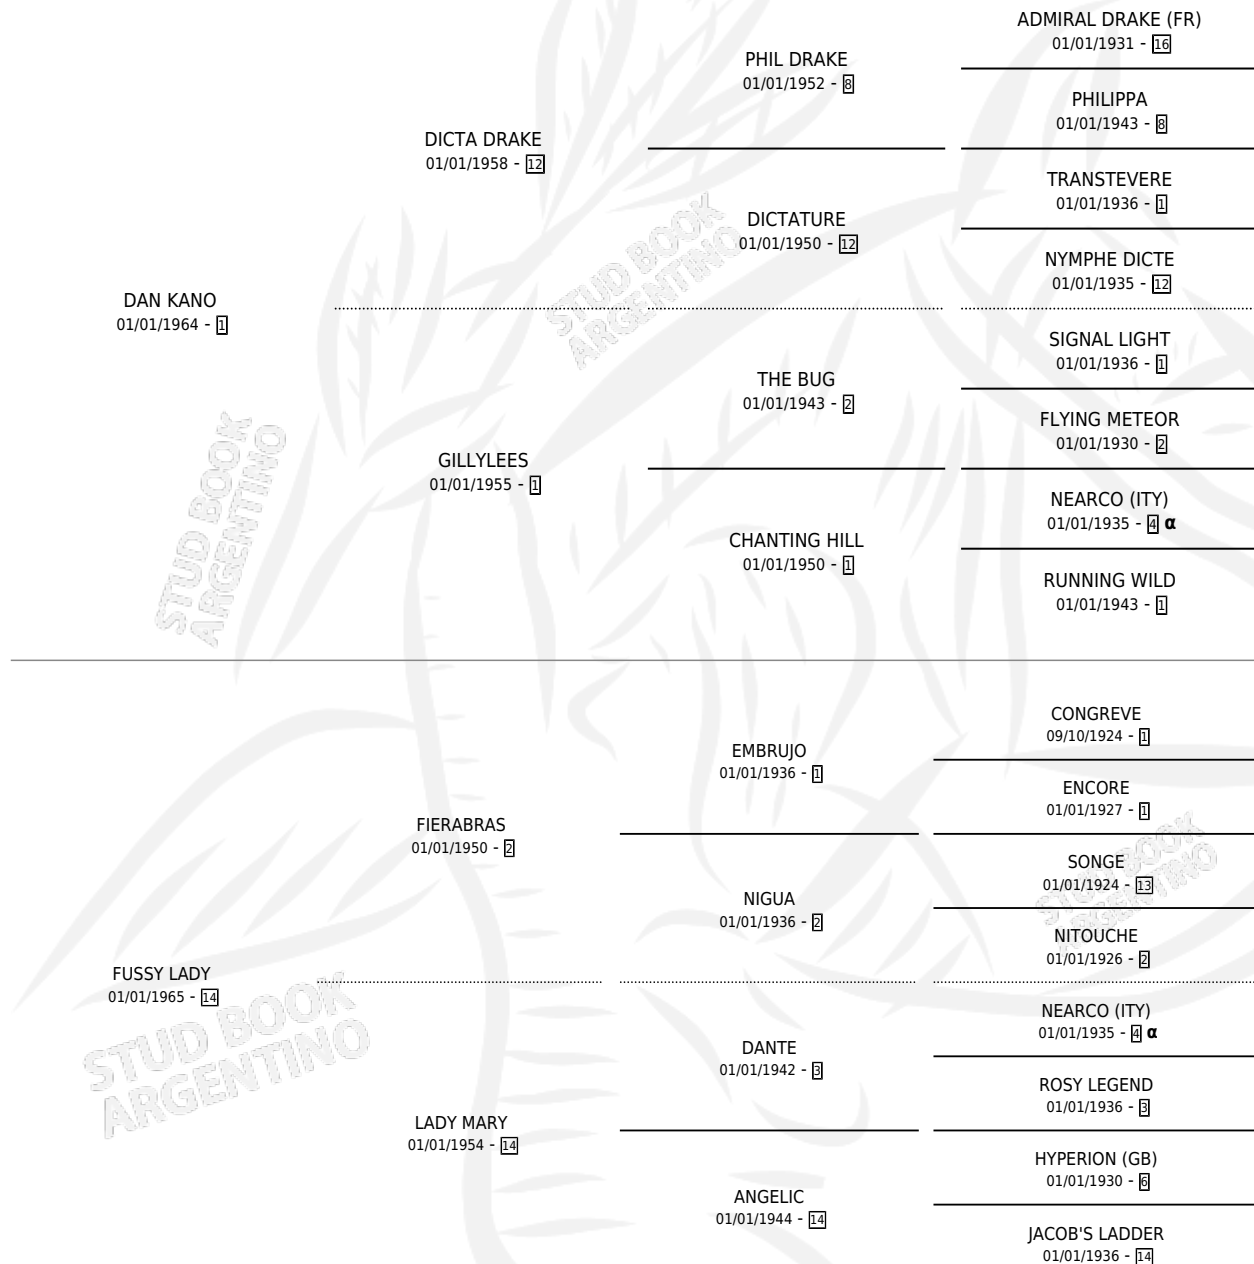 ADMIRAL DRAKE (FR)
01/01/1931 - 16
PHIL DRAKE
01/01/1952 - 8
PHILIPPA
01/01/1943 - 8
DICTA DRAKE
01/01/1958 - 12
TRANSTEVERE
01/01/1936 - 1
DICTATURE
01/01/1950 - 12
NYMPHE DICTE
01/01/1935 - 12
DAN KANO
01/01/1964 - 1
SIGNAL LIGHT
01/01/1936 - 1
THE BUG
01/01/1943 - 2
FLYING METEOR
01/01/1930 - 2
GILLYLEES
01/01/1955 - 1
NEARCO (ITY)
01/01/1935 - 4 α
CHANTING HILL
01/01/1950 - 1
RUNNING WILD
01/01/1943 - 1
CONGREVE
09/10/1924 - 1
EMBRUJO
01/01/1936 - 1
ENCORE
01/01/1927 - 1
FIERABRAS
01/01/1950 - 2
SONGE
01/01/1924 - 13
NIGUA
01/01/1936 - 2
NITOUCHE
01/01/1926 - 2
FUSSY LADY
01/01/1965 - 14
NEARCO (ITY)
01/01/1935 - 4 α
DANTE
01/01/1942 - 3
ROSY LEGEND
01/01/1936 - 3
LADY MARY
01/01/1954 - 14
HYPERION (GB)
01/01/1930 - 6
ANGELIC
01/01/1944 - 14
JACOB'S LADDER
01/01/1936 - 14
STUD BOOK
ARGENTINO
STUD BOOK
ARGENTINO
STUD BOOK
ARGENTINO
STUD BOOK
ARGENTINO